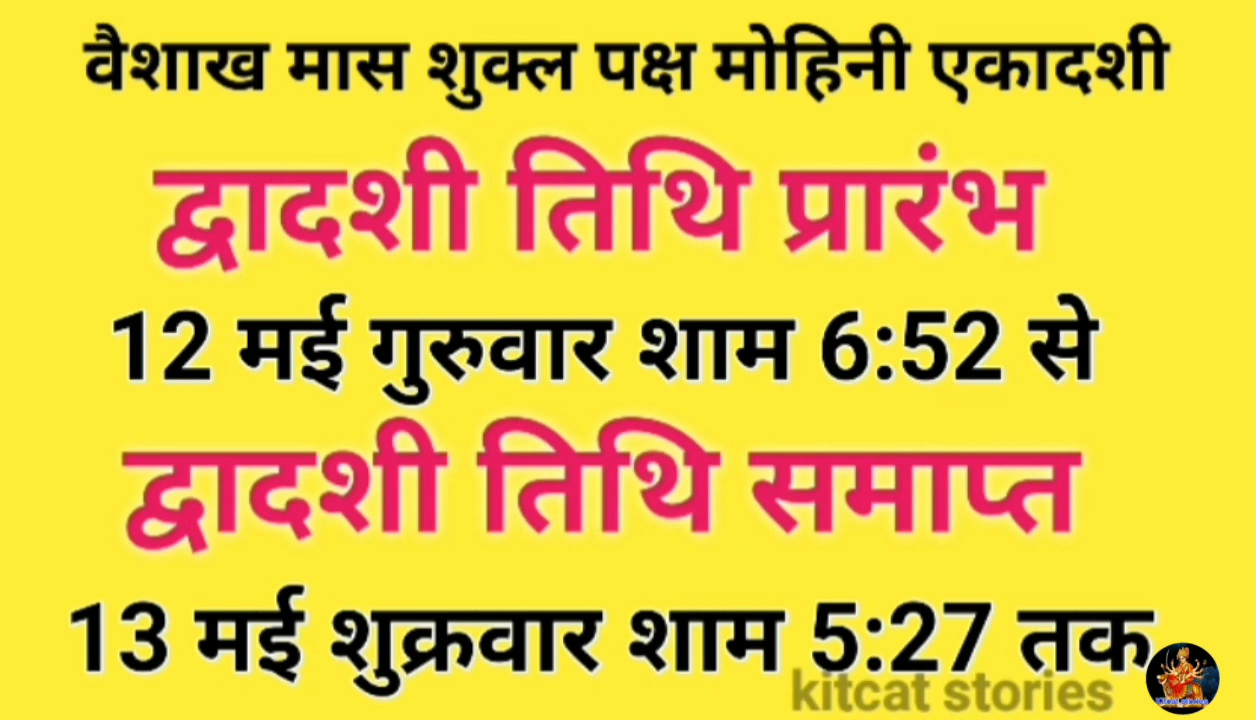 वैशाख मास शुक्ल पक्ष मोहिनी एकादशी
द्वादशी तिथि प्रारंभ
12 मई गुरुवार शाम 6:52 से
द्वादशी तिथि समाप्त
13 मई शुक्रवार शाम 5:27 तक
kitcat stories